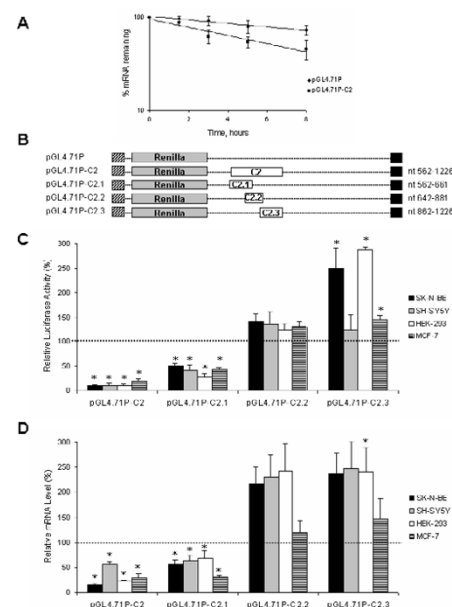 A
100
10
% mRNA remaining
0
2
4
6
8
Time, hours
pGL4.71P
pGL4.71P-C2
B
pGL4.71P
Renilla
pGL4.71P-C2
Renilla
C2
nt 562-1226
pGL4.71P-C2.1
Renilla
C2.1
nt 562-661
pGL4.71P-C2.2
Renilla
C2.2
nt 642-881
pGL4.71P-C2.3
Renilla
C2.3
nt 862-1226
C
Relative Luciferase Activity (%)
300
250
200
150
100
50
0
* * * *
* * * *
* * *
SK-N-BE
SH-SY5Y
HEK-293
MCF-7
pGL4.71P-C2
pGL4.71P-C2.1
pGL4.71P-C2.2
pGL4.71P-C2.3
D
Relative mRNA Level (%)
300
250
200
150
100
50
0
* * * *
* * * *
*
SK-N-BE
SH-SY5Y
HEK-293
MCF-7
pGL4.71P-C2
pGL4.71P-C2.1
pGL4.71P-C2.2
pGL4.71P-C2.3